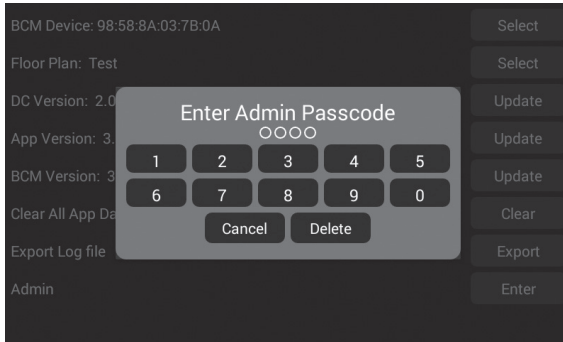 BCM Device: 98:58:8A:03:7B:0A Select
Floor Plan: Test Select
DC Version: 2.0 Update
Enter Admin Passcode
App Version: 3. Update
1 2 3 4 5
BCM Version: 3 Update
6 7 8 9 0
Clear All App Da Clear
Cancel Delete
Export Log file Export
Admin Enter